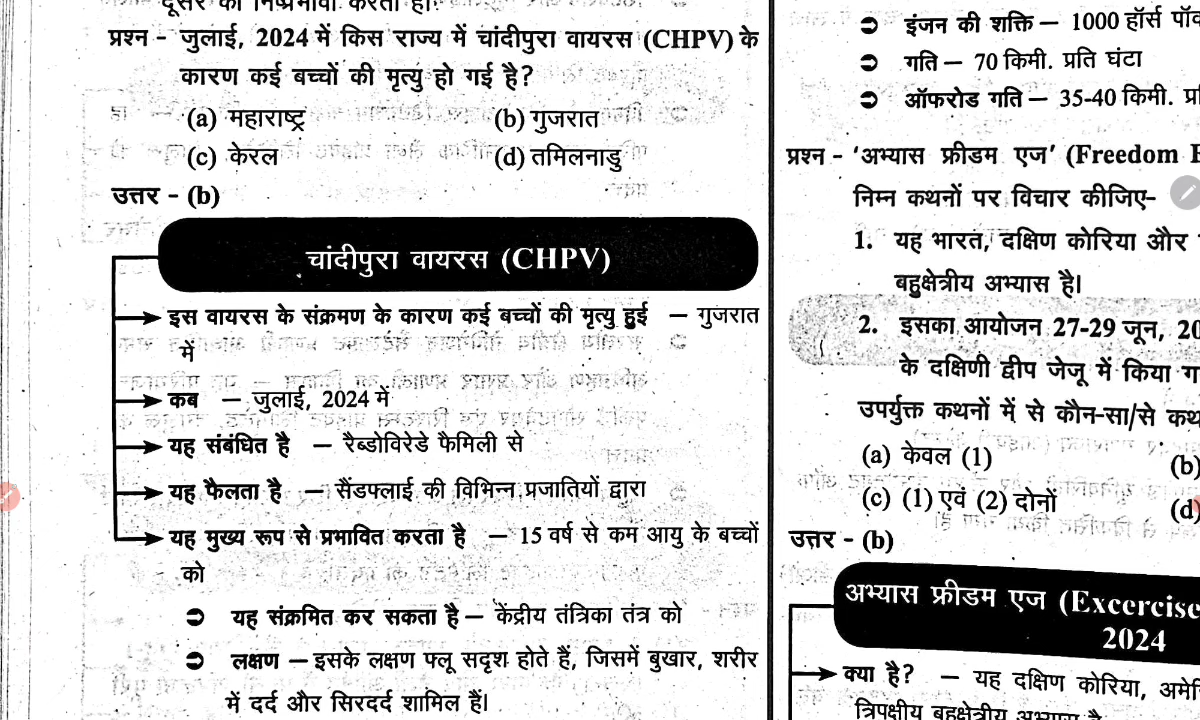 दूसरे को निष्प्रभावी करता हो।
प्रश्न - जुलाई, 2024 में किस राज्य में चांदीपुरा वायरस (CHPV) के
कारण कई बच्चों की मृत्यु हो गई है?
(a) महाराष्ट्र (b) गुजरात
(c) केरल (d) तमिलनाडु
उत्तर - (b)
चांदीपुरा वायरस (CHPV)
इस वायरस के संक्रमण के कारण कई बच्चों की मृत्यु हुई — गुजरात
में
कब — जुलाई, 2024 में
यह संबंधित है — रैब्डोविरेडे फैमिली से
यह फैलता है — सैंडफ्लाई की विभिन्न प्रजातियों द्वारा
यह मुख्य रूप से प्रभावित करता है — 15 वर्ष से कम आयु के बच्चों
को
➲ यह संक्रमित कर सकता है — केंद्रीय तंत्रिका तंत्र को
➲ लक्षण — इसके लक्षण फ्लू सदृश होते हैं, जिसमें बुखार, शरीर
में दर्द और सिरदर्द शामिल हैं।
➲ इंजन की शक्ति — 1000 हॉर्स
➲ गति — 70 किमी. प्रति घंटा
➲ ऑफरोड गति — 35-40 किमी.
प्रश्न - ‘अभ्यास फ्रीडम एज’ (Freedom
निम्न कथनों पर विचार कीजिए-
1. यह भारत, दक्षिण कोरिया और
बहुक्षेत्रीय अभ्यास है।
2. इसका आयोजन 27-29 जून,
के दक्षिणी द्वीप जेजू में किया
उपर्युक्त कथनों में से कौन-सा/से
(a) केवल (1) (b)
(c) (1) एवं (2) दोनों (d)
उत्तर - (b)
अभ्यास फ्रीडम एज (Excercise
2024
क्या है? — यह दक्षिण कोरिया,
त्रिपक्षीय बहुक्षेत्रीय अभ्यास है